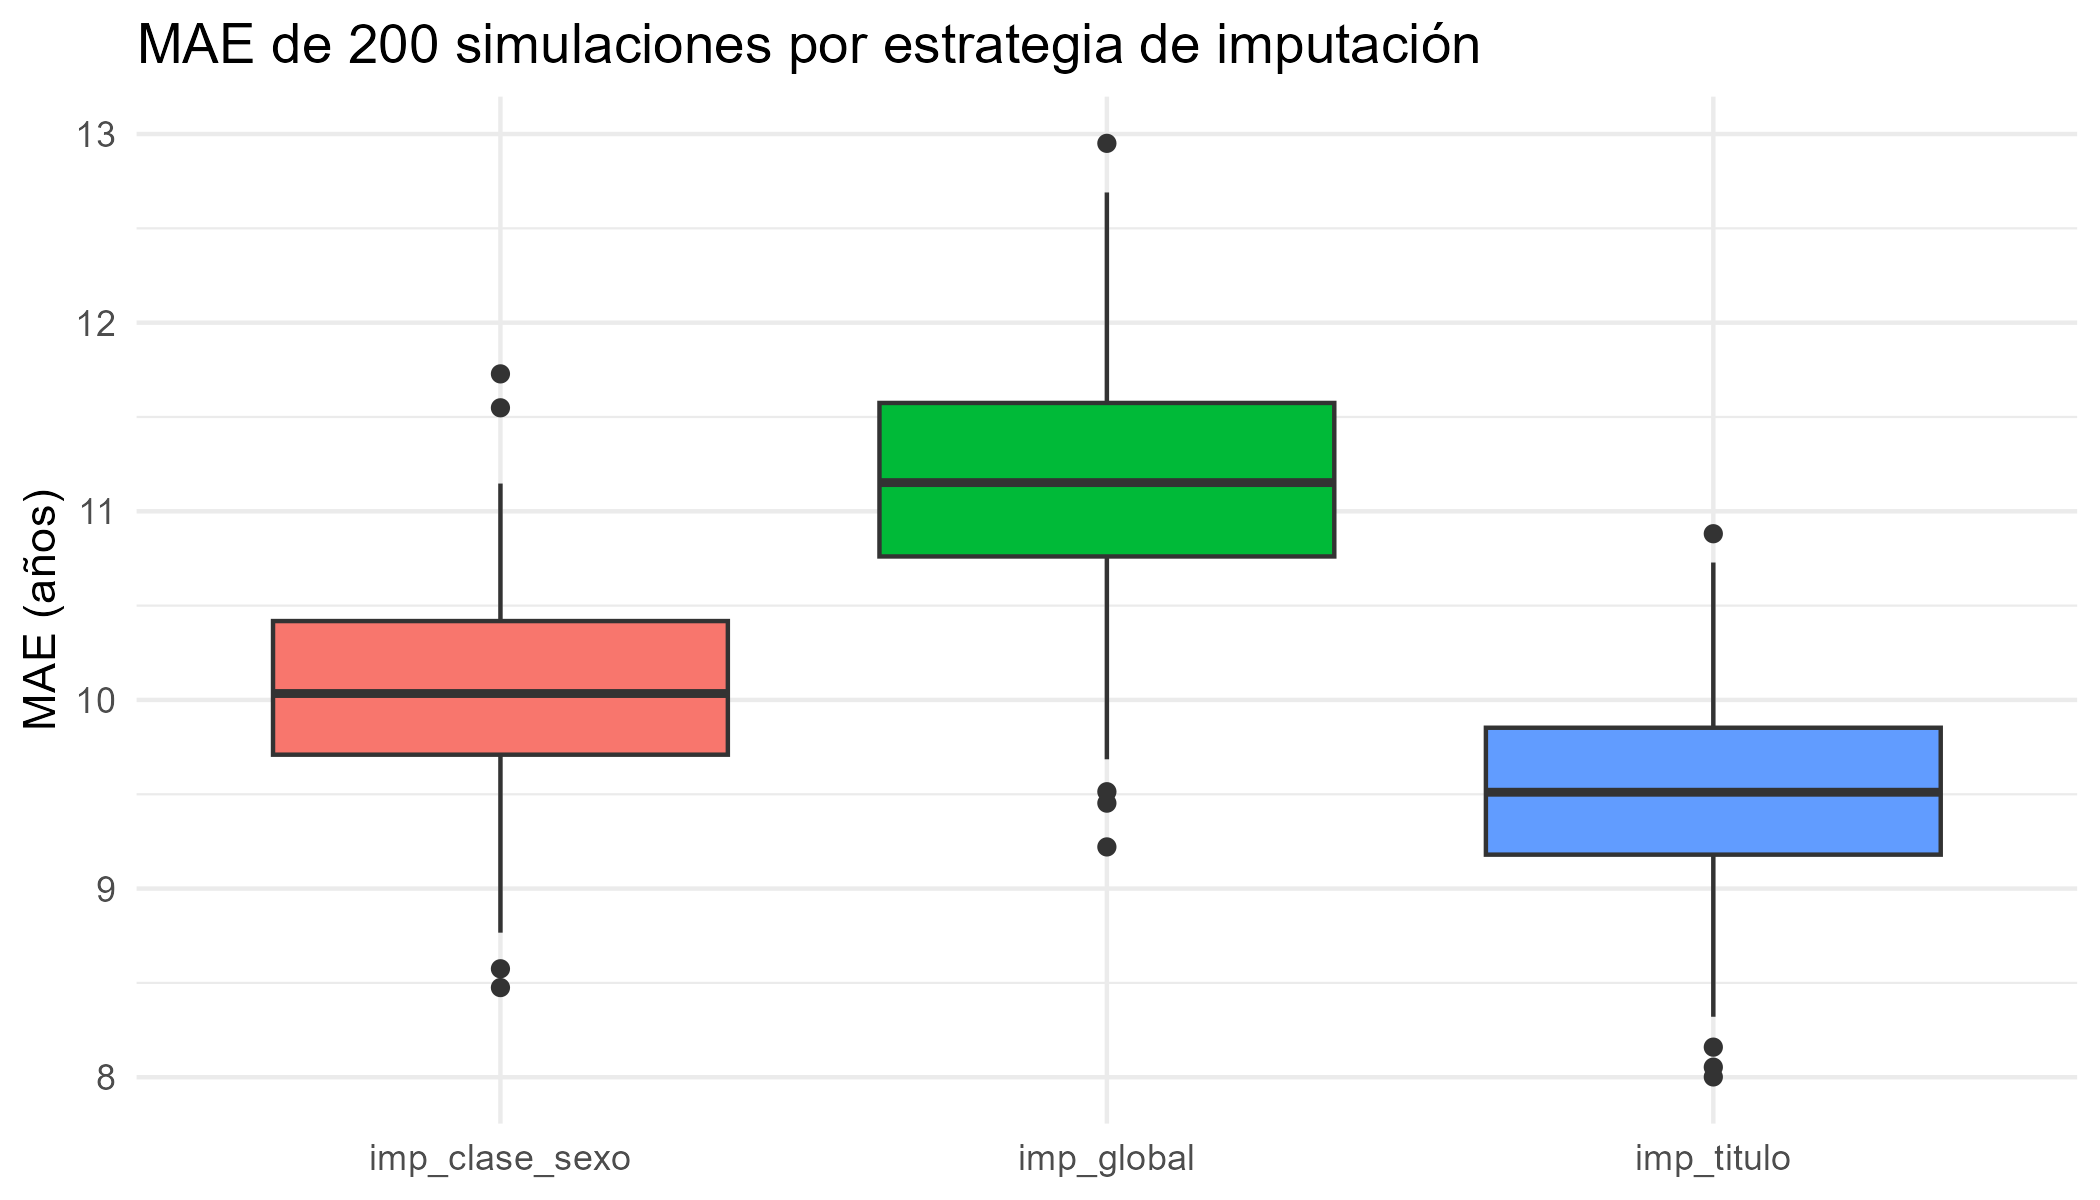 MAE de 200 simulaciones por estrategia de imputación
MAE (años)
13
12
11
10
9
8
imp_clase_sexo
imp_global
imp_titulo